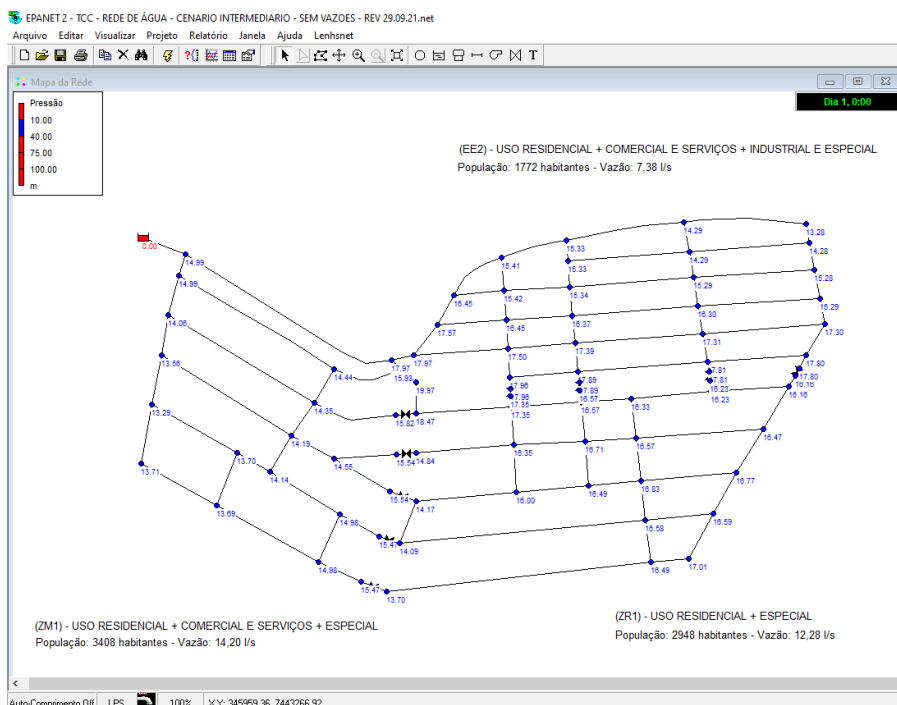 EPANET 2 - TCC - REDE DE ÁGUA - CENARIO INTERMEDIARIO - SEM VAZOES - REV 29.09.21.net
Arquivo Editar Visualizar Projeto Relatório Janela Ajuda Lenhsnet
T
Mapa da Rede
Pressão
10.00
40.00
75.00
100.00
m
Dia 1, 0:00
(EE2) - USO RESIDENCIAL + COMERCIAL E SERVIÇOS + INDUSTRIAL E ESPECIAL
População: 1772 habitantes - Vazão: 7,38 l/s
14.29 13.28
0.00 15.33 14.28
14.99 15.41 15.33 14.29
14.99 16.45 15.42 15.34 15.29 15.28
14.06 17.57 16.45 16.37 16.30 16.29
13.56 17.97 17.97 17.50 17.39 17.31 17.30
14.44 15.93 17.81 17.80
19.97 17.96 17.89 17.81 17.80
17.96 17.89 16.23 16.16
13.29 14.35 17.35 16.57 16.23 16.16
15.82 18.47 17.35 16.57 16.33
14.19 16.47
13.70 14.55 15.54 14.84 16.35 16.71 16.57
13.71 14.14 16.77
15.54 14.17 16.00 16.49 16.83
13.69 14.98 16.58 16.59
15.47 14.09
14.98 16.49 17.01
15.47 13.70
(ZM1) - USO RESIDENCIAL + COMERCIAL E SERVIÇOS + ESPECIAL
População: 3408 habitantes - Vazão: 14,20 l/s
(ZR1) - USO RESIDENCIAL + ESPECIAL
População: 2948 habitantes - Vazão: 12,28 l/s
Auto-Comprimento Off LPS 100% X,Y: 345959.36, 7443266.92